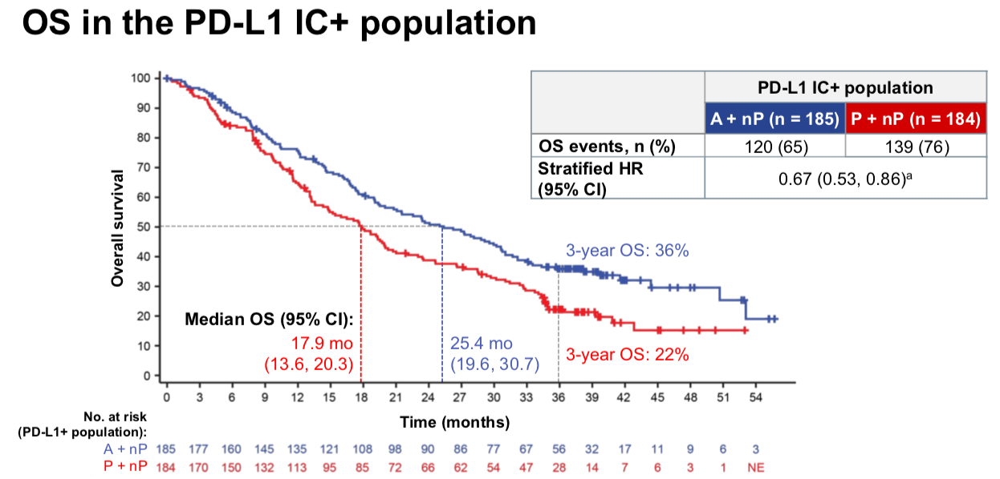 OS in the PD-L1 IC+ population
PD-L1 IC+ population
A + nP (n = 185) P + nP (n = 184)
OS events, n (%) 120 (65) 139 (76)
Stratified HR
(95% CI) 0.67 (0.53, 0.86)ᵃ
Overall survival
100
90
80
70
60
50
40
30
20
10
0
3-year OS: 36%
Median OS (95% CI):
17.9 mo
(13.6, 20.3)
25.4 mo
(19.6, 30.7)
3-year OS: 22%
0 3 6 9 12 15 18 21 24 27 30 33 36 39 42 45 48 51 54
Time (months)
No. at risk
(PD-L1+ population):
A + nP 185 177 160 145 135 121 108 98 90 86 77 67 56 32 17 11 9 6 3
P + nP 184 170 150 132 113 95 85 72 66 62 54 47 28 14 7 6 3 1 NE